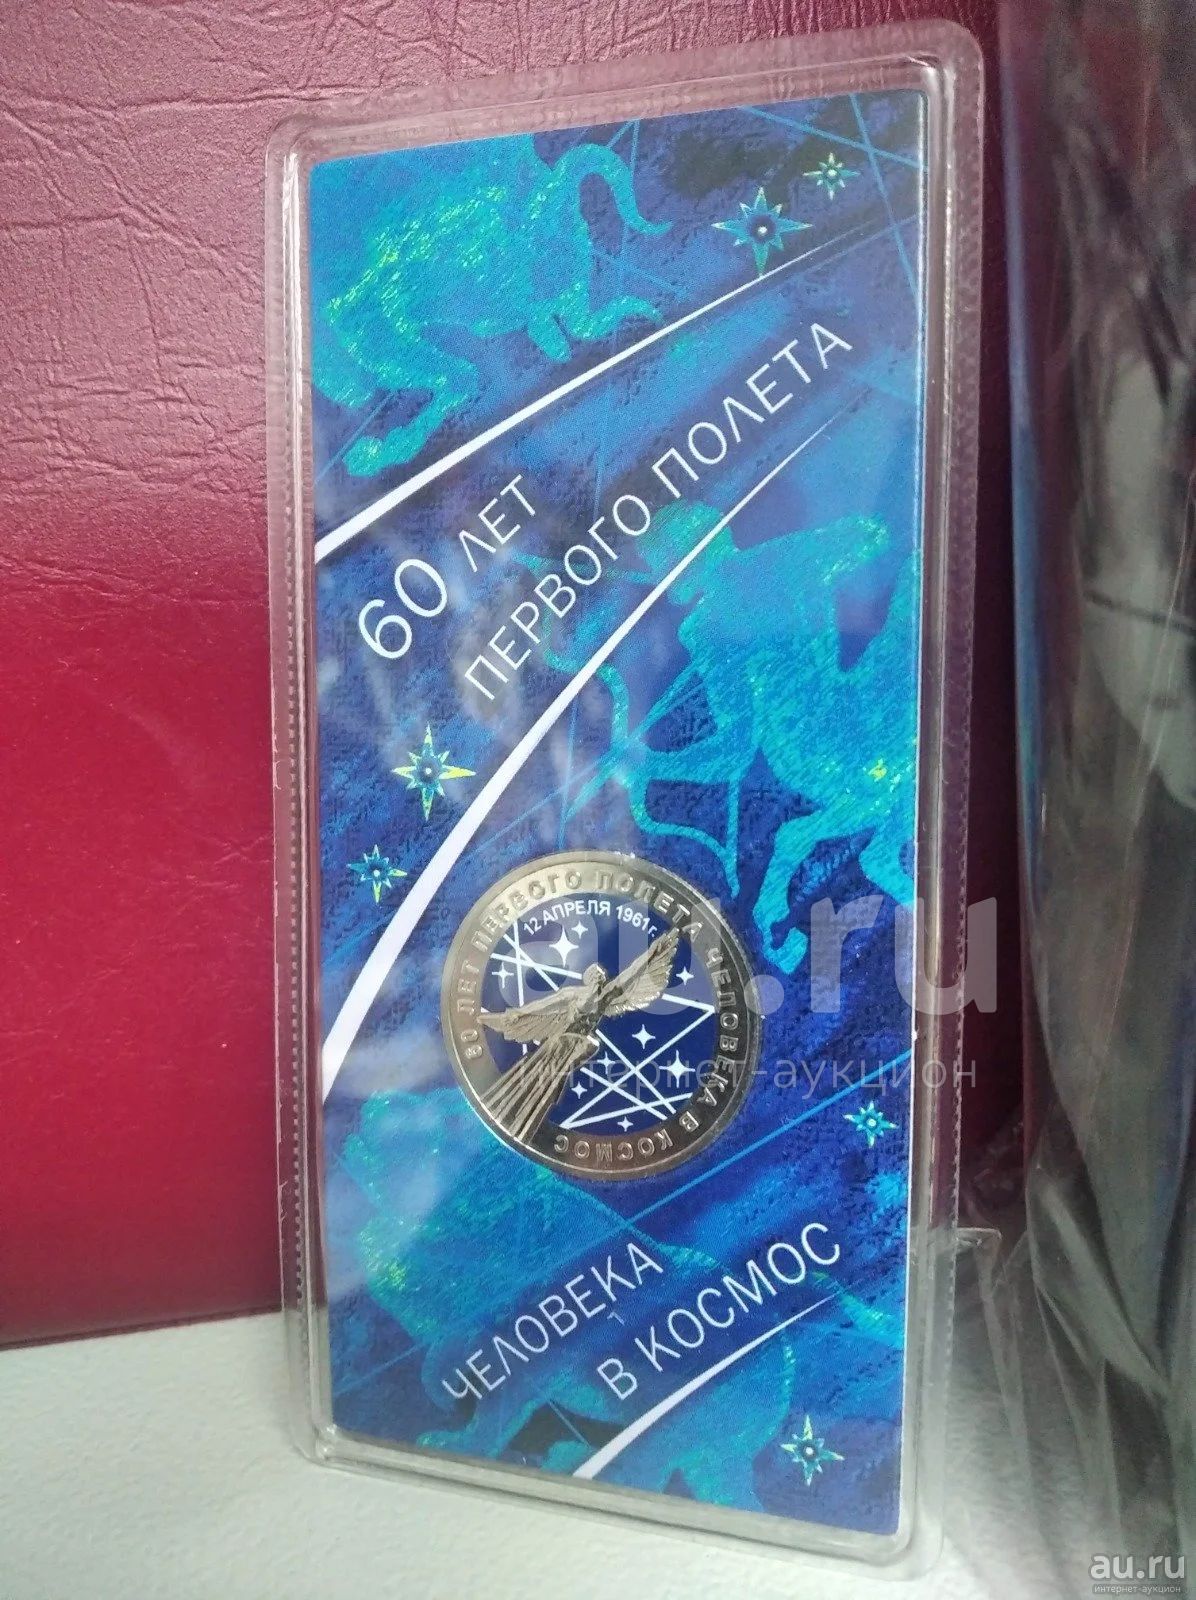 60 ЛЕТ
ПЕРВОГО ПОЛЕТА
60 ЛЕТ ПЕРВОГО ПОЛЕТА ЧЕЛОВЕКА В КОСМОС
12 АПРЕЛЯ 1961г.
au.ru
интернет-аукцион
ЧЕЛОВЕКА
В КОСМОС
au.ru
интернет-аукцион